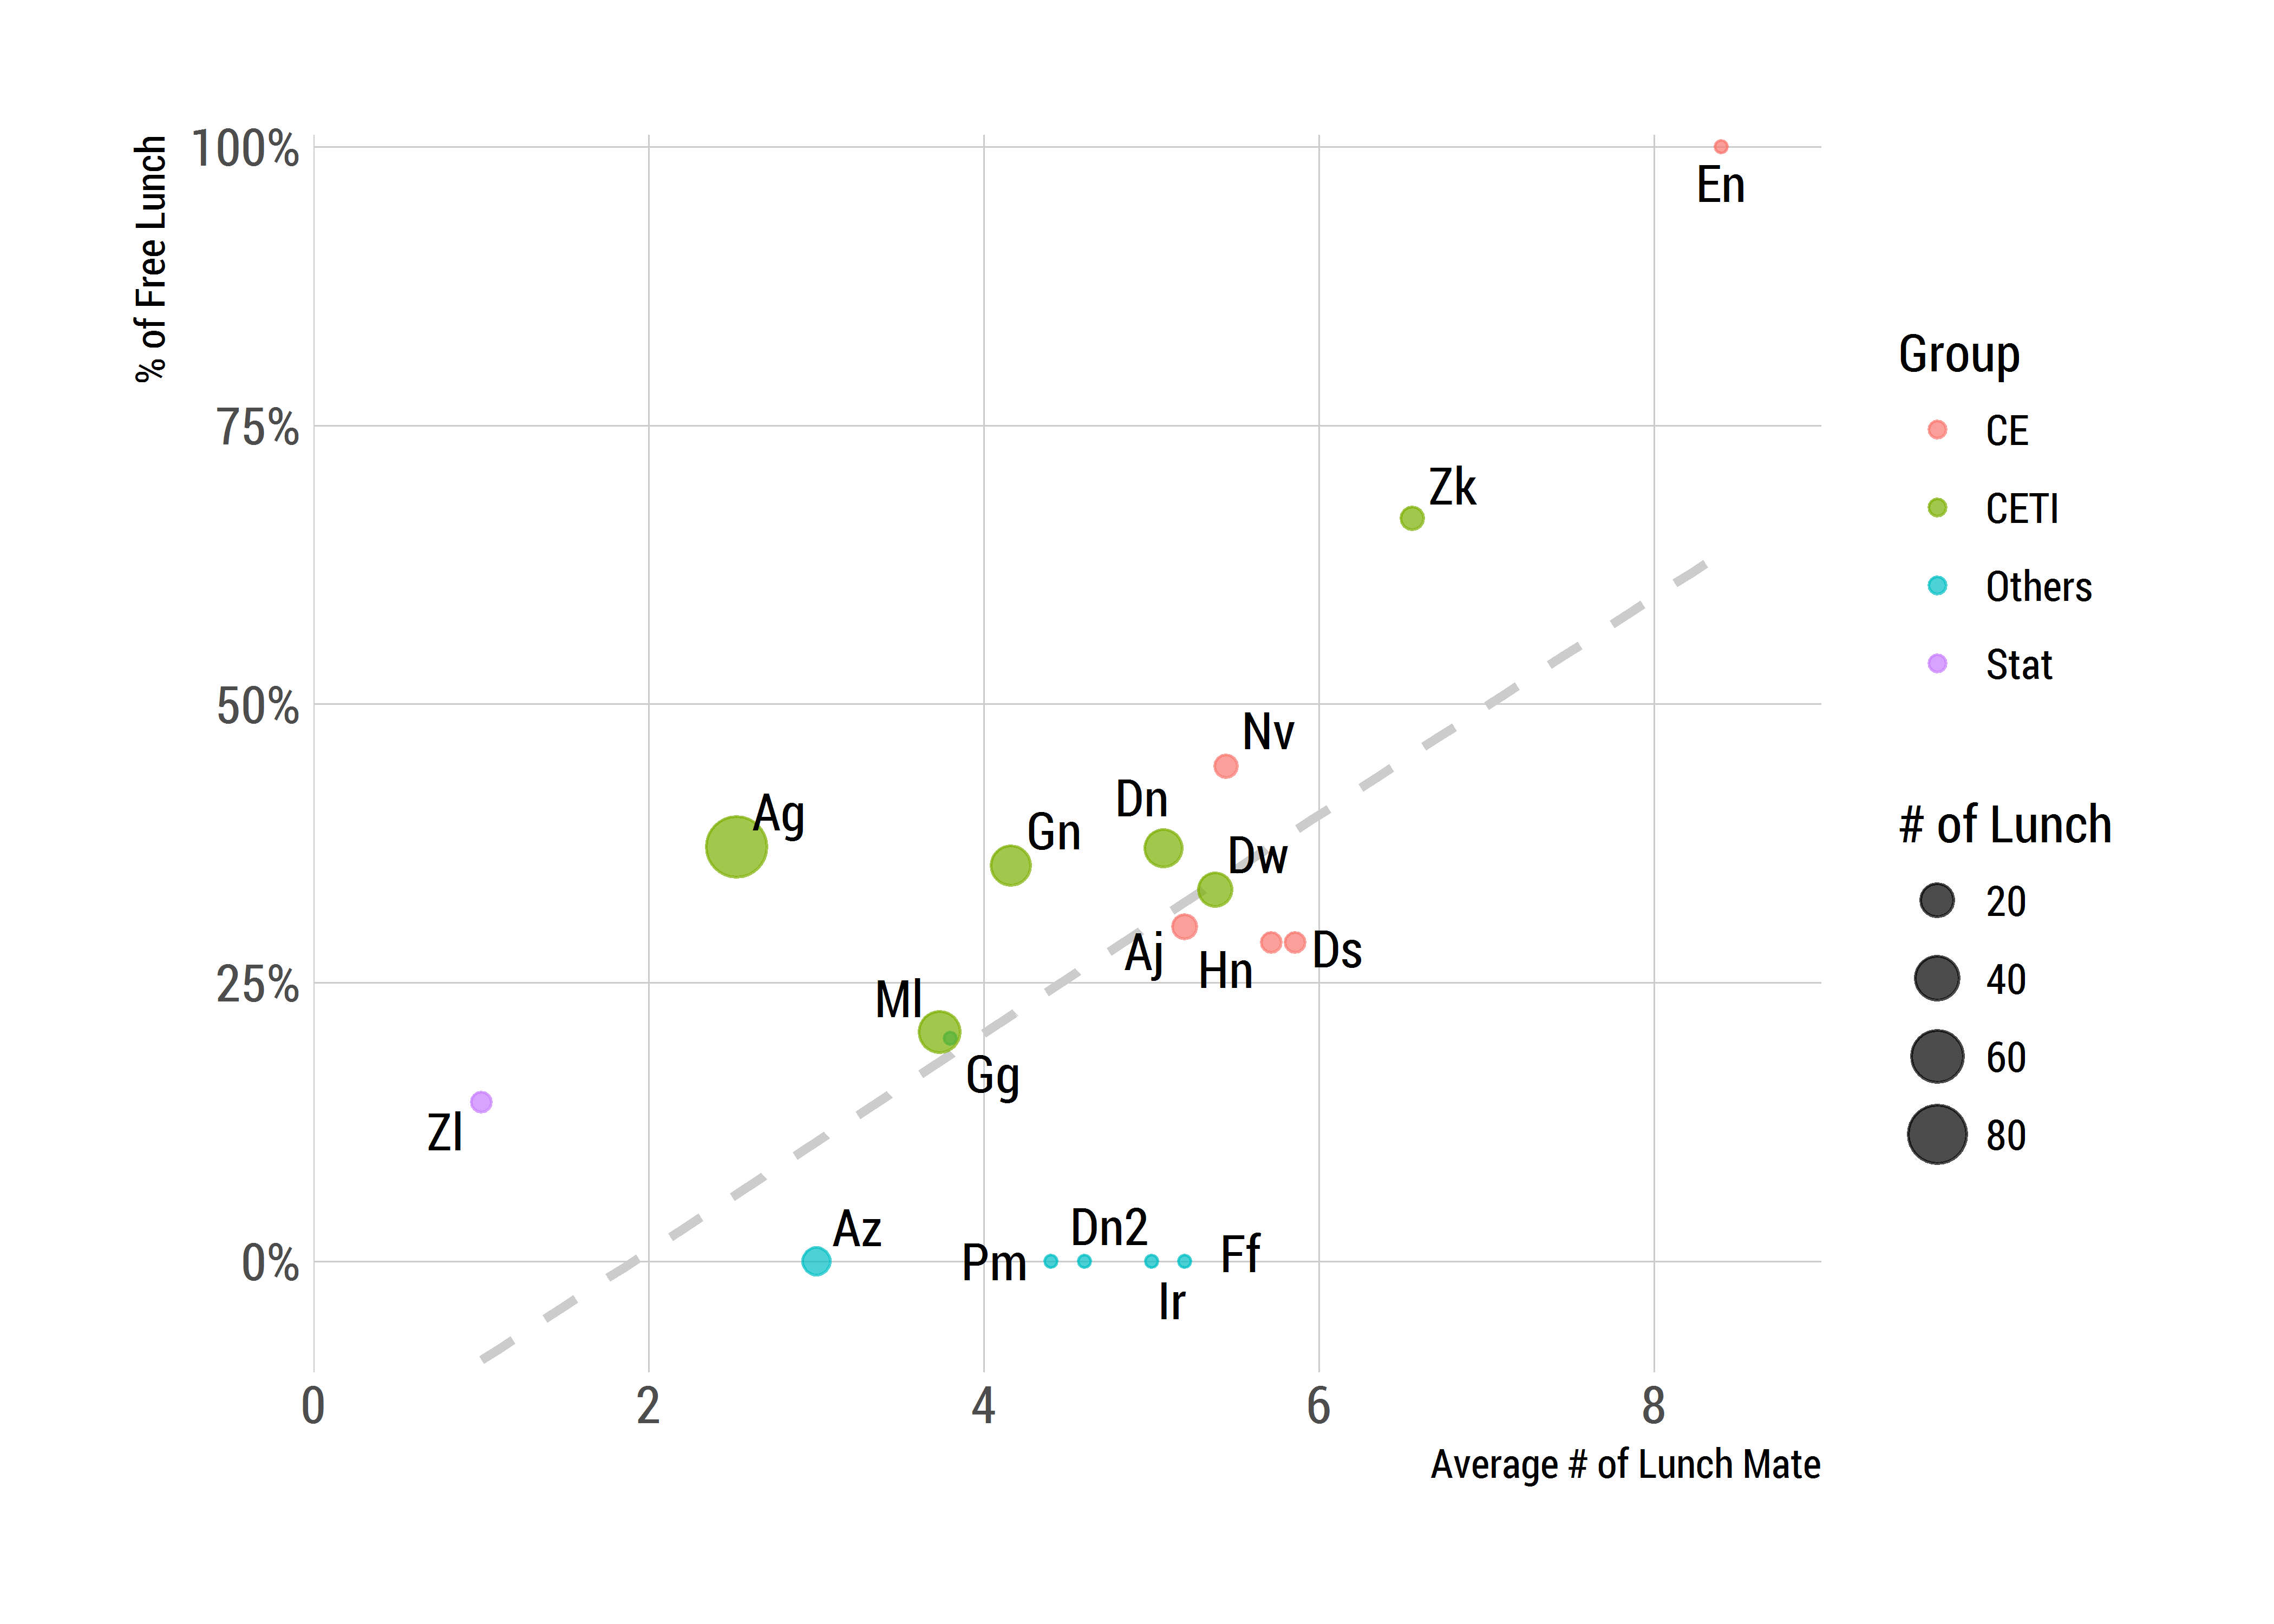 % of Free Lunch
100%
75%
50%
25%
0%
0
2
4
6
8
Average # of Lunch Mate
En
Zk
Nv
Dn
Ag
Gn
Dw
Aj
Hn
Ds
Ml
Gg
Zl
Az
Pm
Dn2
Ir
Ff
Group
CE
CETI
Others
Stat
# of Lunch
20
40
60
80